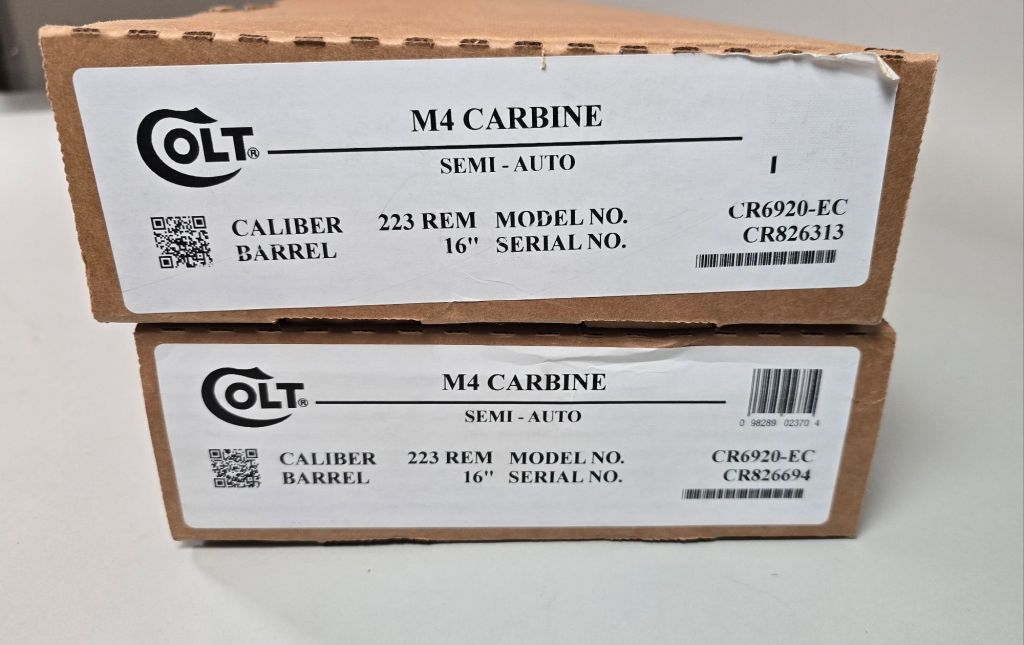 COLT®
M4 CARBINE
SEMI - AUTO
CALIBER 223 REM MODEL NO. CR6920-EC
BARREL 16" SERIAL NO. CR826313
COLT®
M4 CARBINE
SEMI - AUTO
0 98289 02370 4
CALIBER 223 REM MODEL NO. CR6920-EC
BARREL 16" SERIAL NO. CR826694